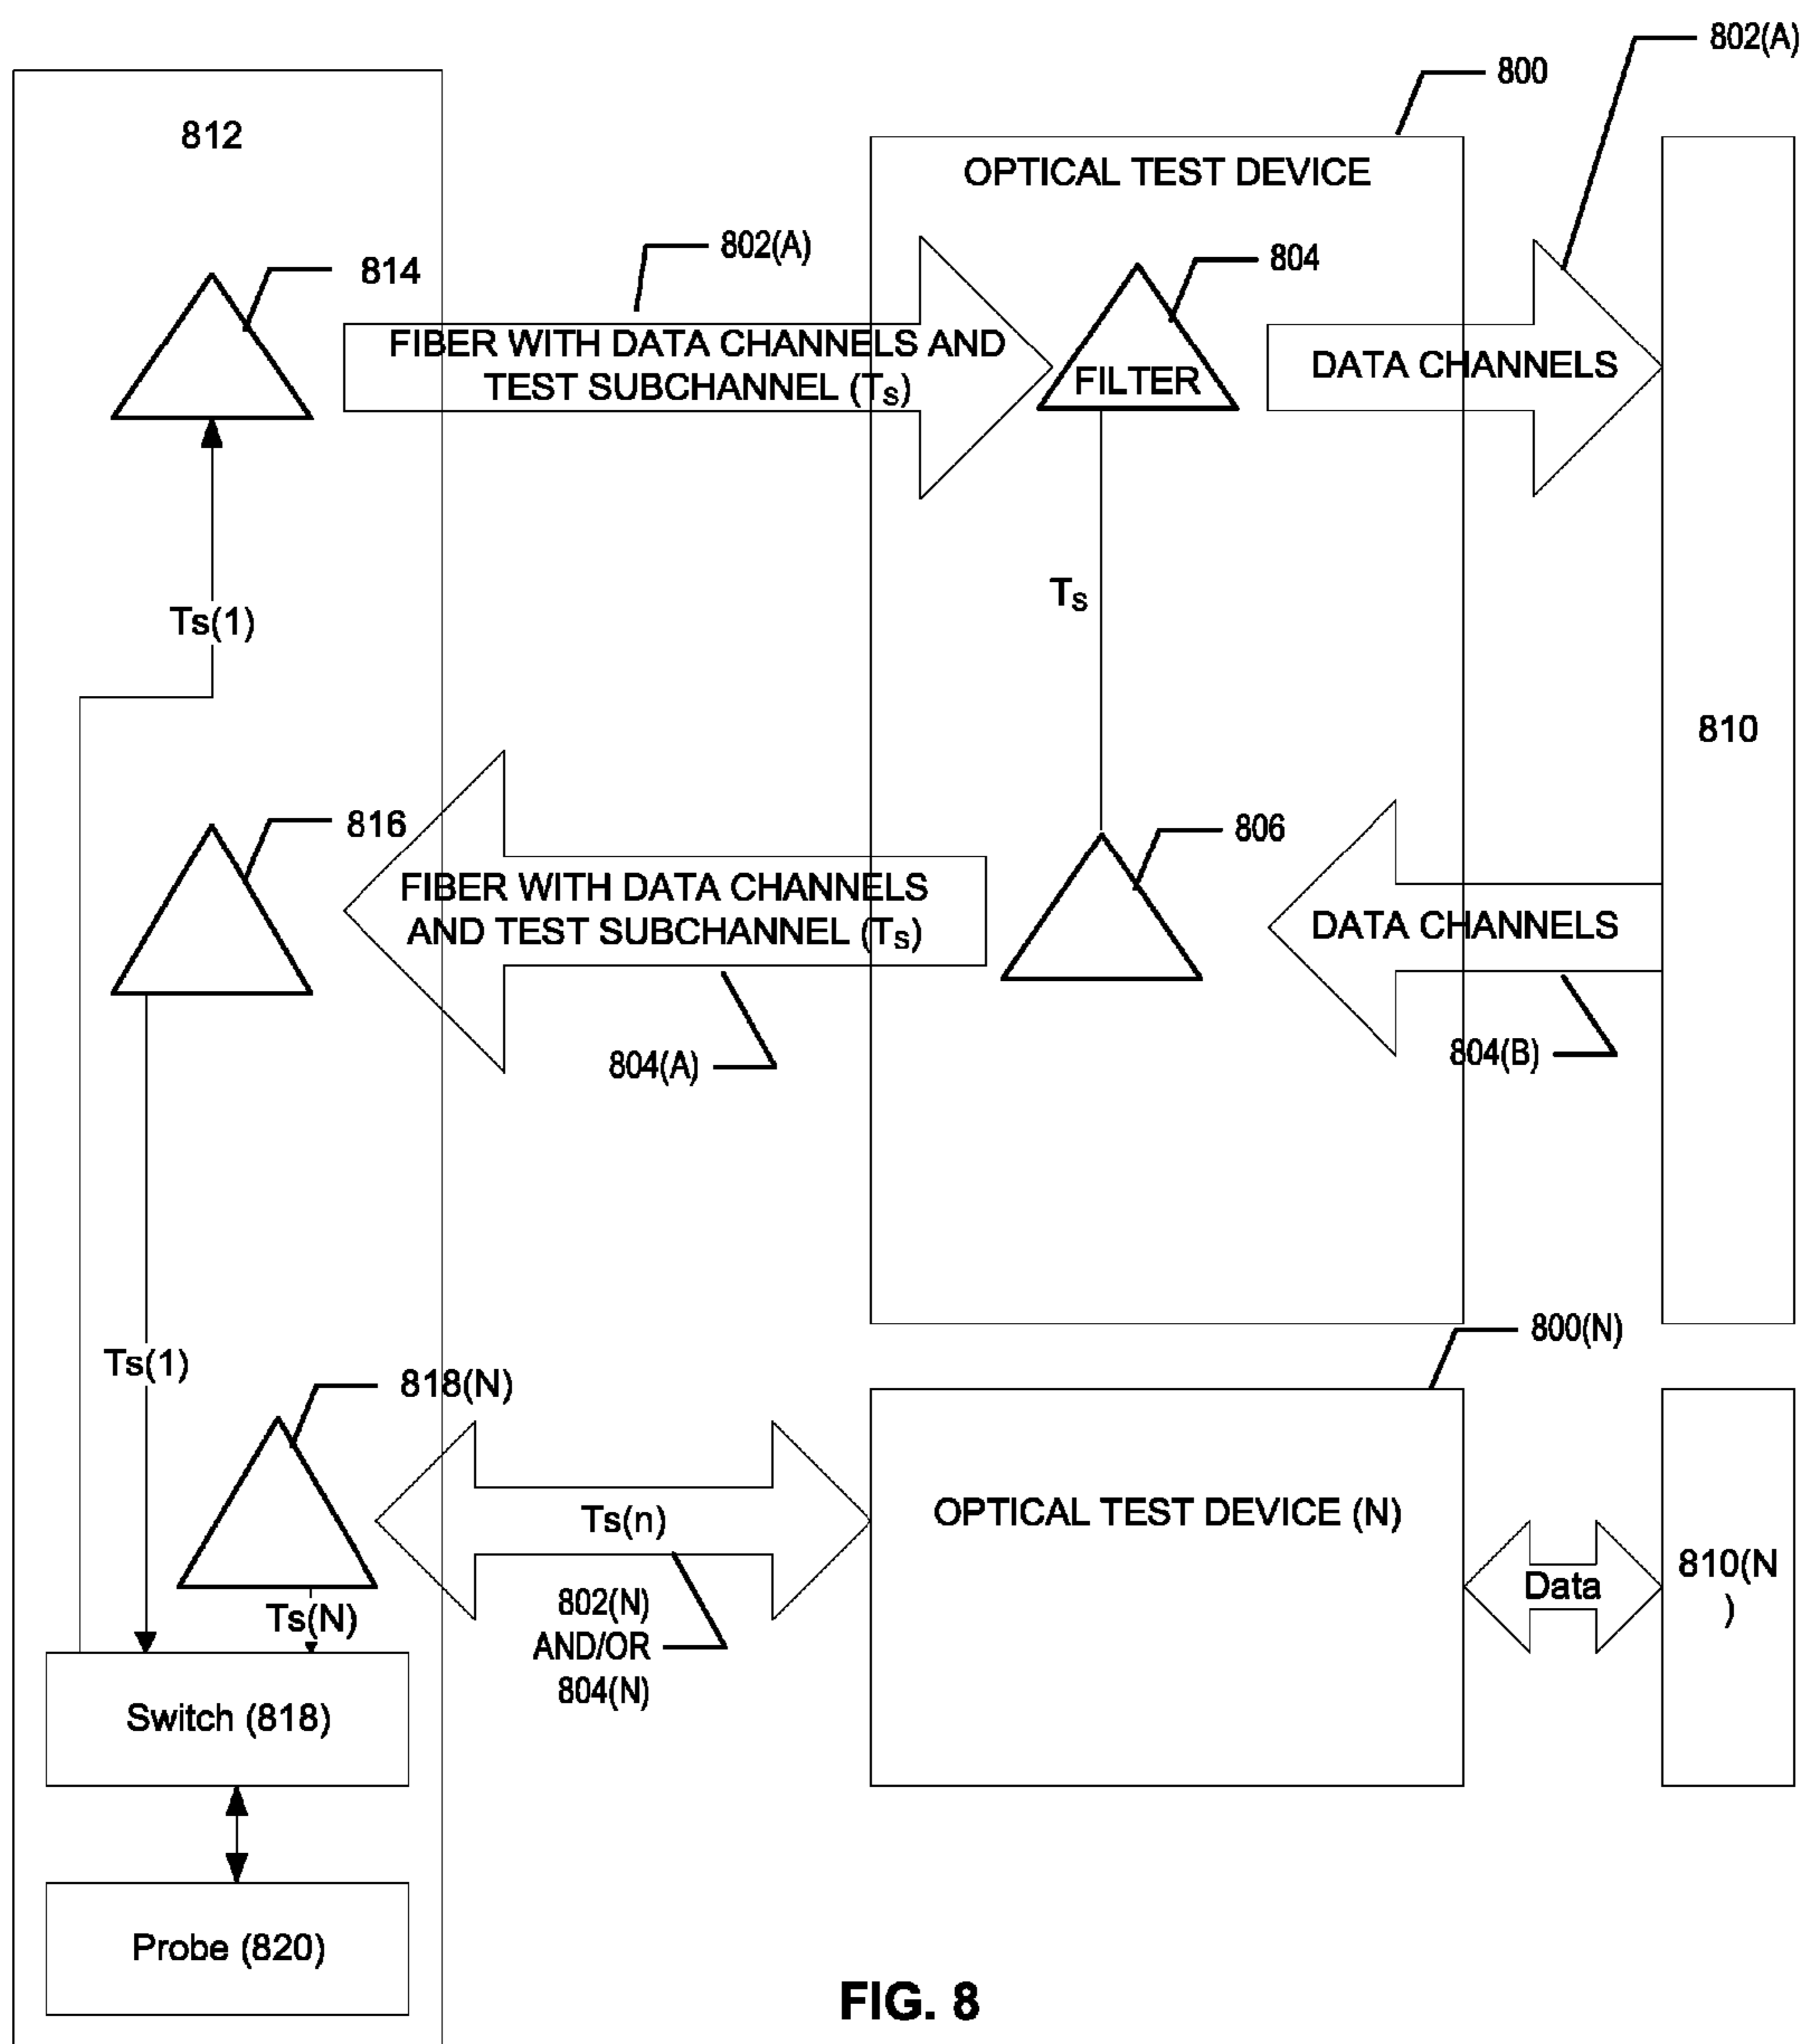 802(A)
800
812
OPTICAL TEST DEVICE
802(A)
804
814
FIBER WITH DATA CHANNELS AND
TEST SUBCHANNEL (Ts)
FILTER
DATA CHANNELS
Ts
Ts(1)
810
816
806
FIBER WITH DATA CHANNELS
AND TEST SUBCHANNEL (Ts)
DATA CHANNELS
804(A)
804(B)
800(N)
Ts(1)
818(N)
Ts(n)
OPTICAL TEST DEVICE (N)
810(N
)
Data
Ts(N)
802(N)
AND/OR
804(N)
Switch (818)
Probe (820)
FIG. 8